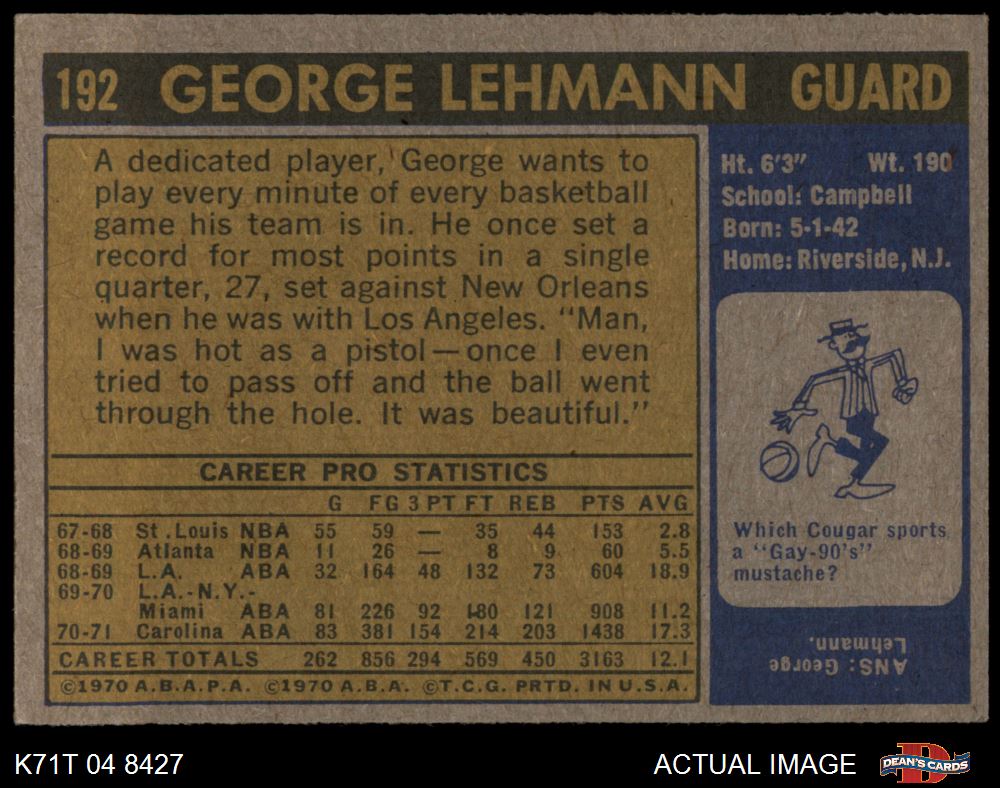 192 GEORGE LEHMANN GUARD
A dedicated player, George wants to
play every minute of every basketball
game his team is in. He once set a
record for most points in a single
quarter, 27, set against New Orleans
when he was with Los Angeles. “Man,
I was hot as a pistol—once I even
tried to pass off and the ball went
through the hole. It was beautiful.”
CAREER PRO STATISTICS
G FG 3 PT FT REB PTS AVG
67-68 St. Louis NBA 55 59 — 35 44 153 2.8
68-69 Atlanta NBA 11 26 — 8 9 60 5.5
68-69 L.A. ABA 32 164 48 132 73 604 18.9
69-70 L.A.-N.Y.-
Miami ABA 81 226 92 180 121 908 11.2
70-71 Carolina ABA 83 381 154 214 203 1438 17.3
CAREER TOTALS 262 856 294 569 450 3163 12.1
©1970 A.B.A.P.A. ©1970 A.B.A. ©T.C.G. PRTD. IN U.S.A.
Ht. 6'3" Wt. 190
School: Campbell
Born: 5-1-42
Home: Riverside, N.J.
Which Cougar sports
a “Gay-90's”
mustache?
ANS: George
Lehmann.
K71T 04 8427
ACTUAL IMAGE
D
DEAN'S CARDS